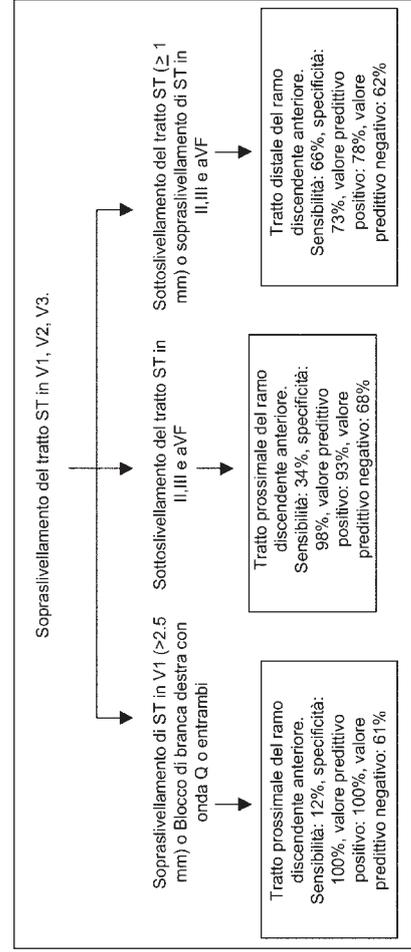 Sopraslivellamento del tratto ST in V1, V2, V3.
Sopraslivellamento di ST in V1 (>2.5
mm) o Blocco di branca destra con
onda Q o entrambi
Tratto prossimale del ramo
discendente anteriore.
Sensibilità: 12%, specificità:
100%, valore predittivo
positivo: 100%, valore
predittivo negativo: 61%
Sottoslivellamento del tratto ST in
II,III e aVF
Tratto prossimale del ramo
discendente anteriore.
Sensibilità: 34%, specificità:
98%, valore predittivo
positivo: 93%, valore
predittivo negativo: 68%
Sottoslivellamento del tratto ST (≥ 1
mm) o sopraslivellamento di ST in
II,III e aVF
Tratto distale del ramo
discendente anteriore.
Sensibilità: 66%, specificità:
73%, valore predittivo
positivo: 78%, valore
predittivo negativo: 62%